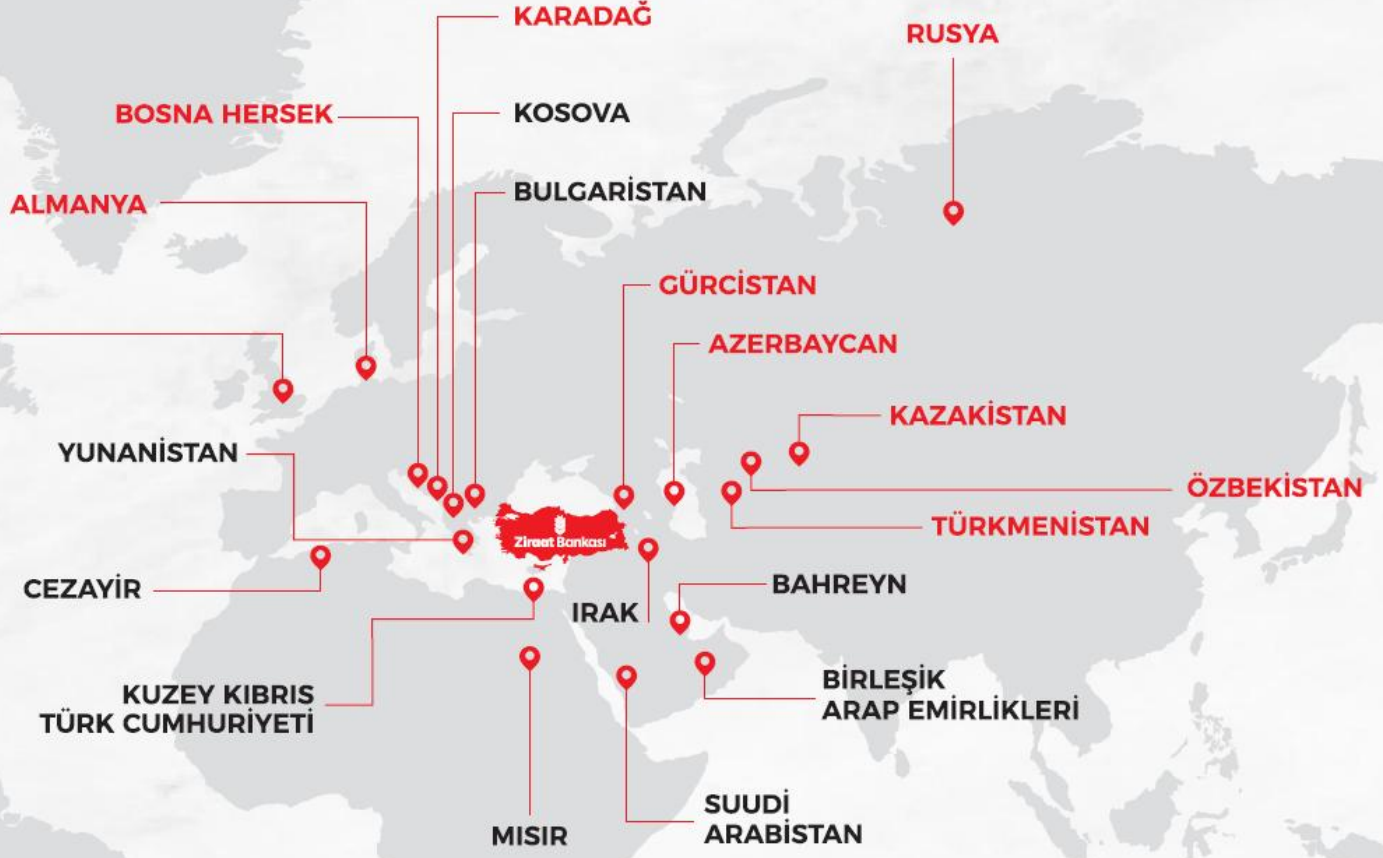 KARADAĞ
RUSYA
BOSNA HERSEK
KOSOVA
ALMANYA
BULGARİSTAN
GÜRCİSTAN
AZERBAYCAN
KAZAKİSTAN
YUNANİSTAN
ÖZBEKİSTAN
TÜRKMENİSTAN
Ziraat Bankası
CEZAYİR
IRAK
BAHREYN
KUZEY KIBRIS
TÜRK CUMHURİYETİ
BİRLEŞİK
ARAP EMİRLİKLERİ
MISIR
SUUDİ
ARABİSTAN